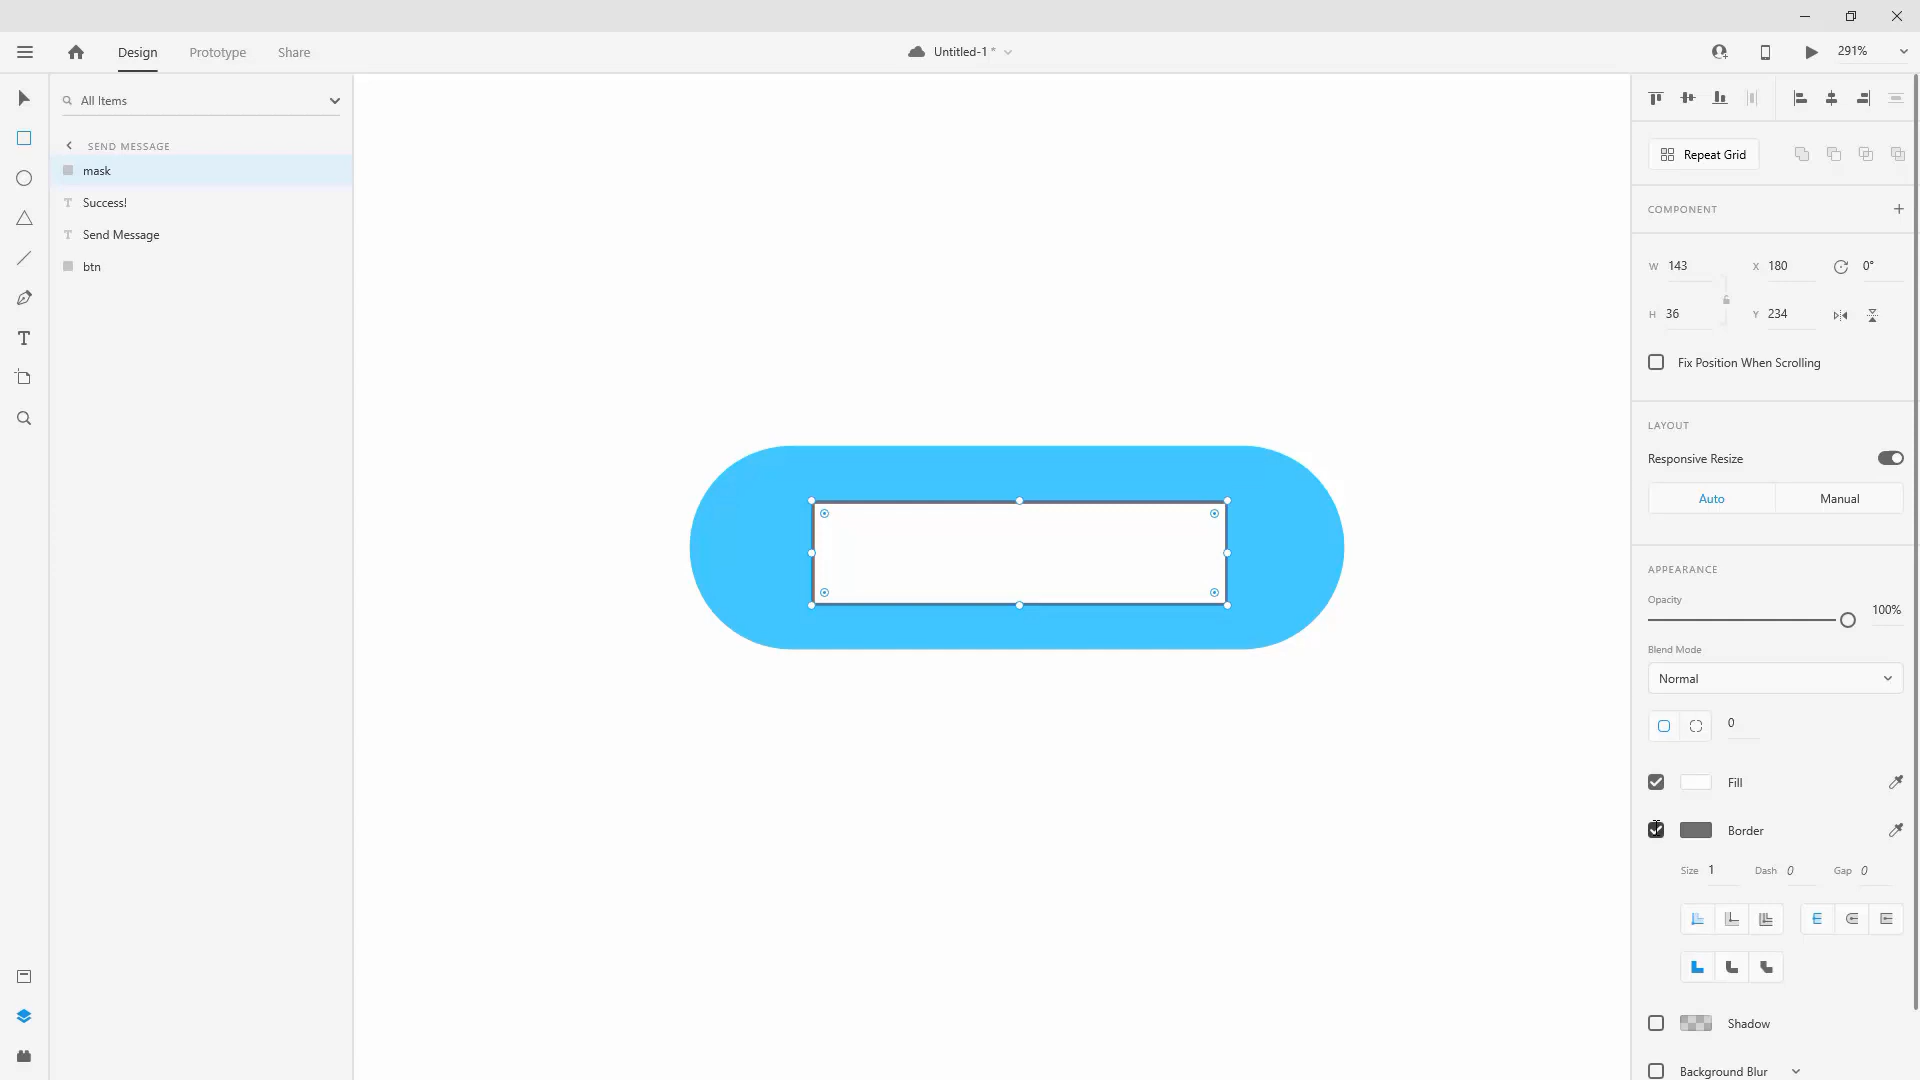 Design Prototype Share
Untitled-1 *
291%
All Items
SEND MESSAGE
mask
Success!
Send Message
btn
Repeat Grid
COMPONENT
W 143 X 180 0°
H 36 Y 234
Fix Position When Scrolling
LAYOUT
Responsive Resize
Auto Manual
APPEARANCE
Opacity
100%
Blend Mode
Normal
0
Fill
Border
Size 1 Dash 0 Gap 0
Shadow
Background Blur